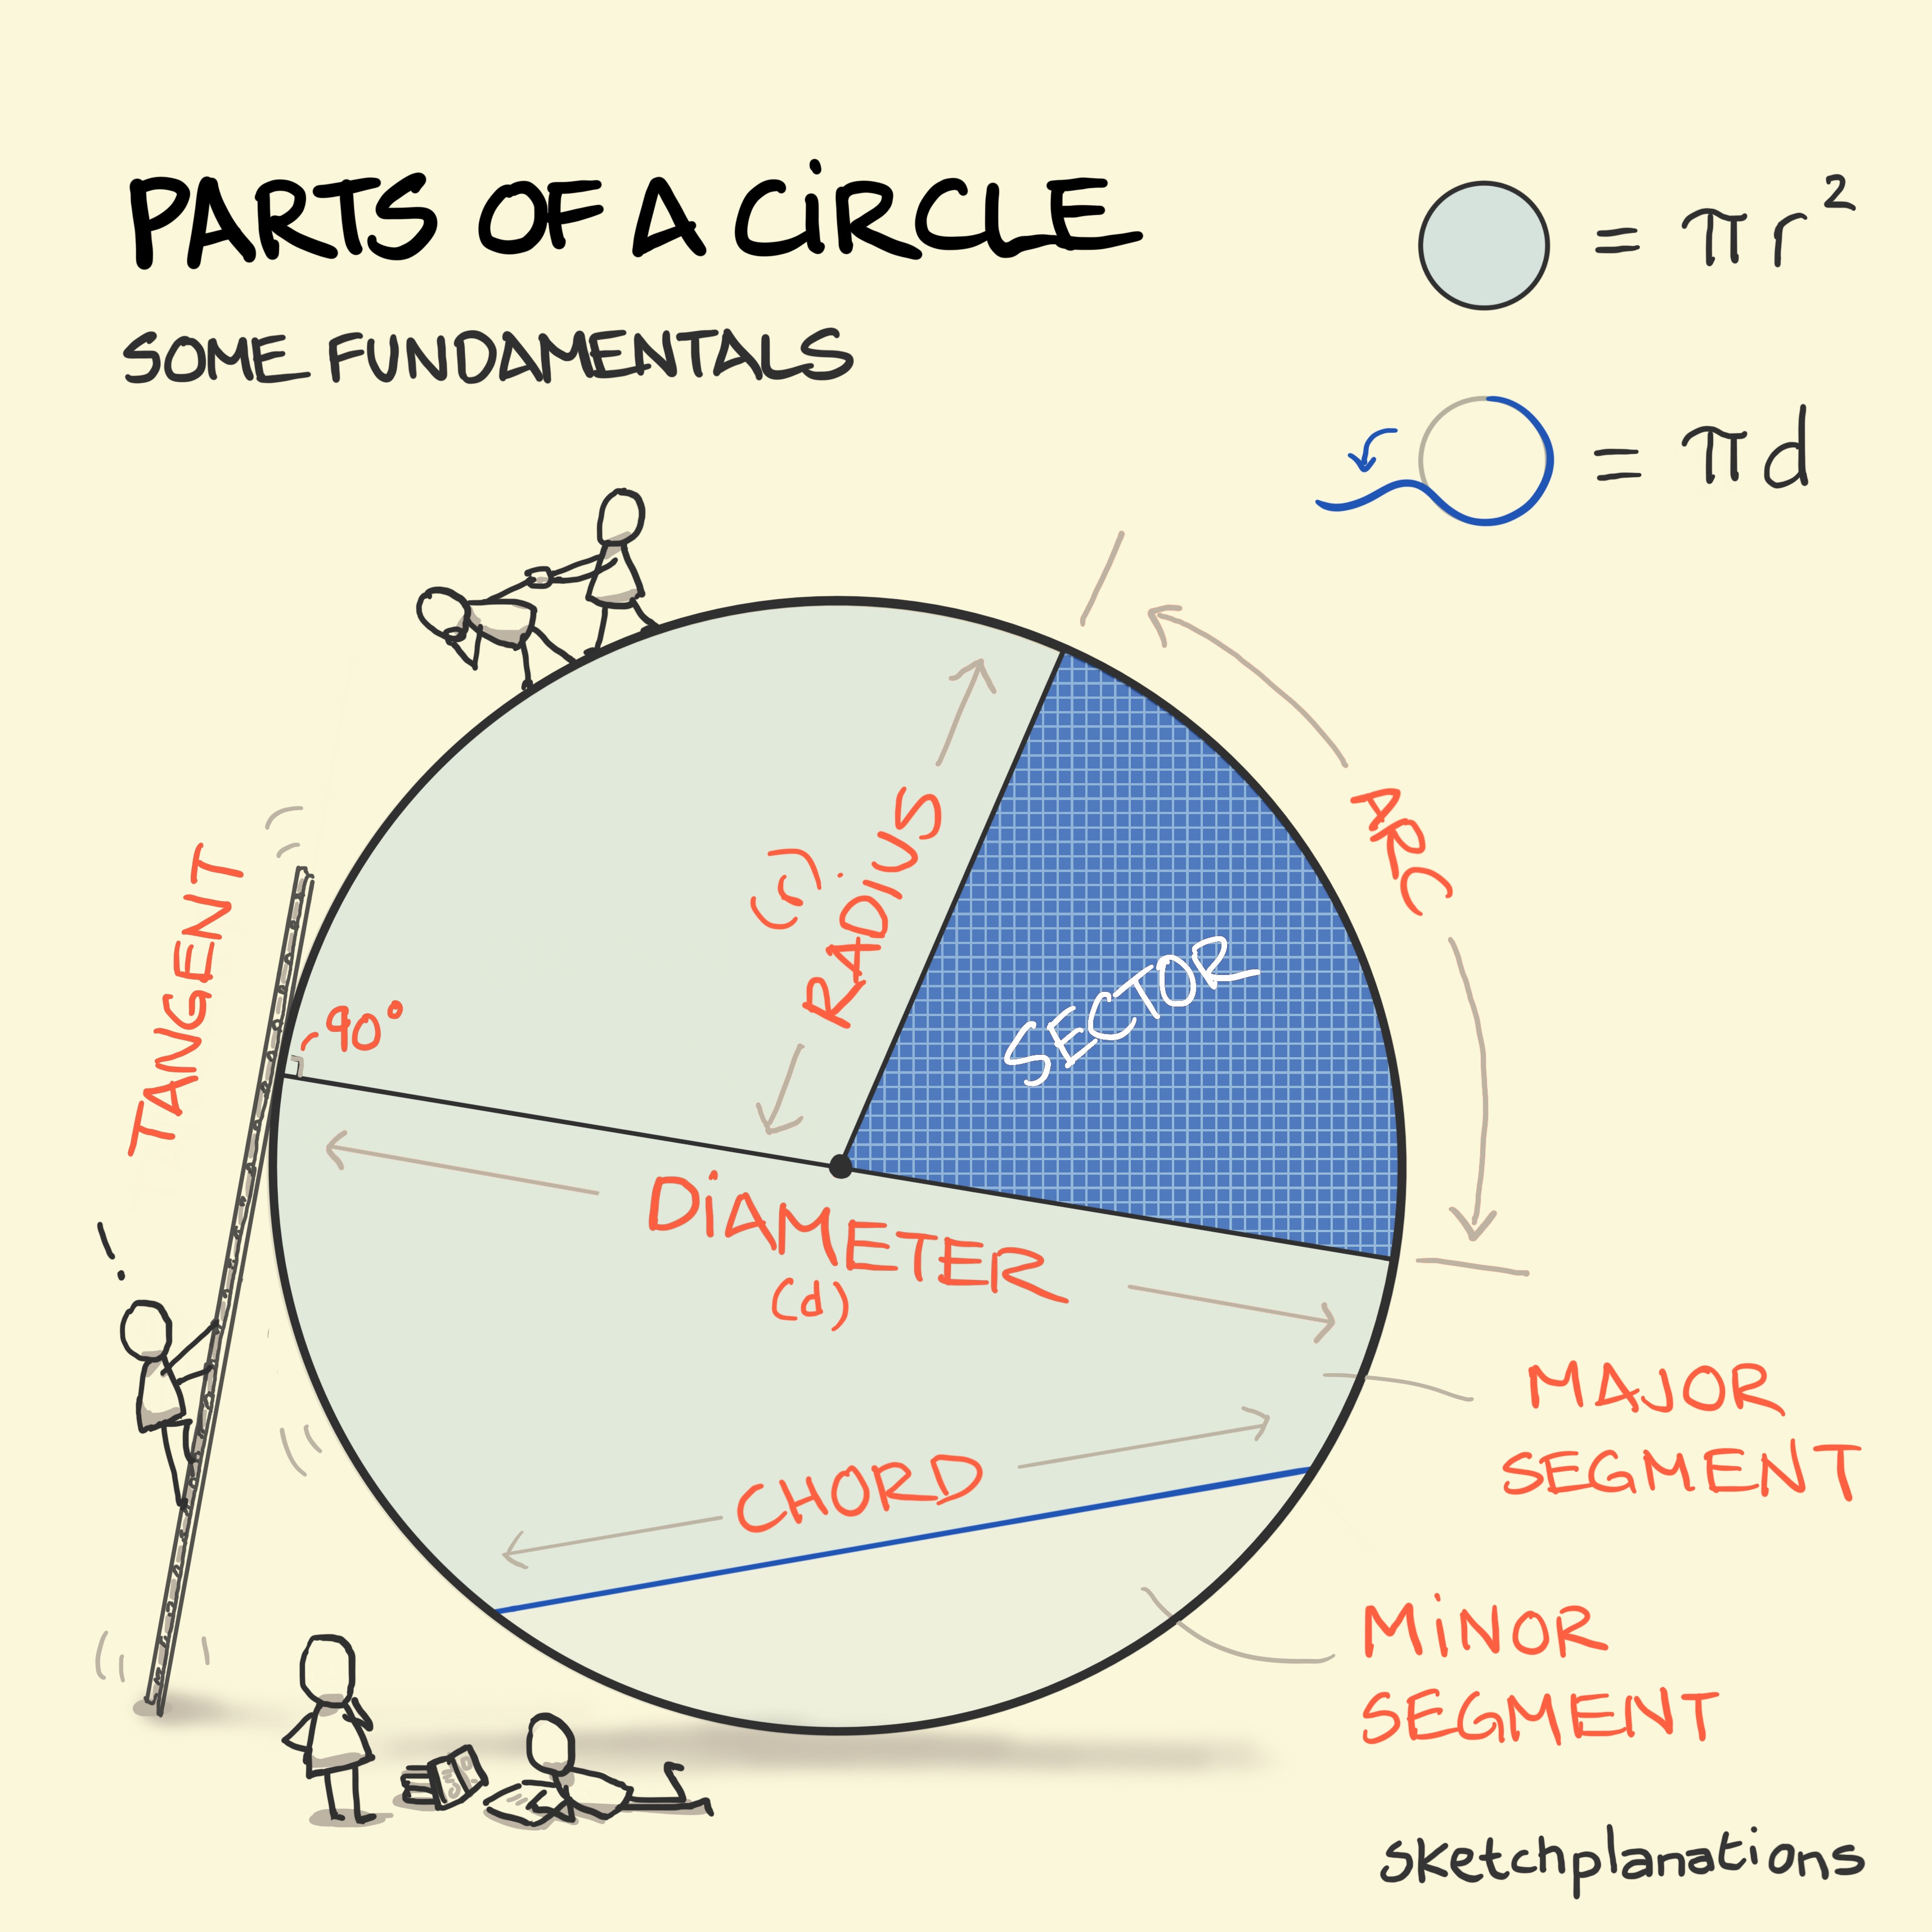 PARTS OF A CiRCLE
SOME FUNDAMENTALS
= πr²
= πd
ARC
RADiUS
(r)
SECTOR
TANGENT
90°
DiAMETER
(d)
MAJOR
SEGMENT
CHORD
MiNOR
SEGMENT
sketchplanations